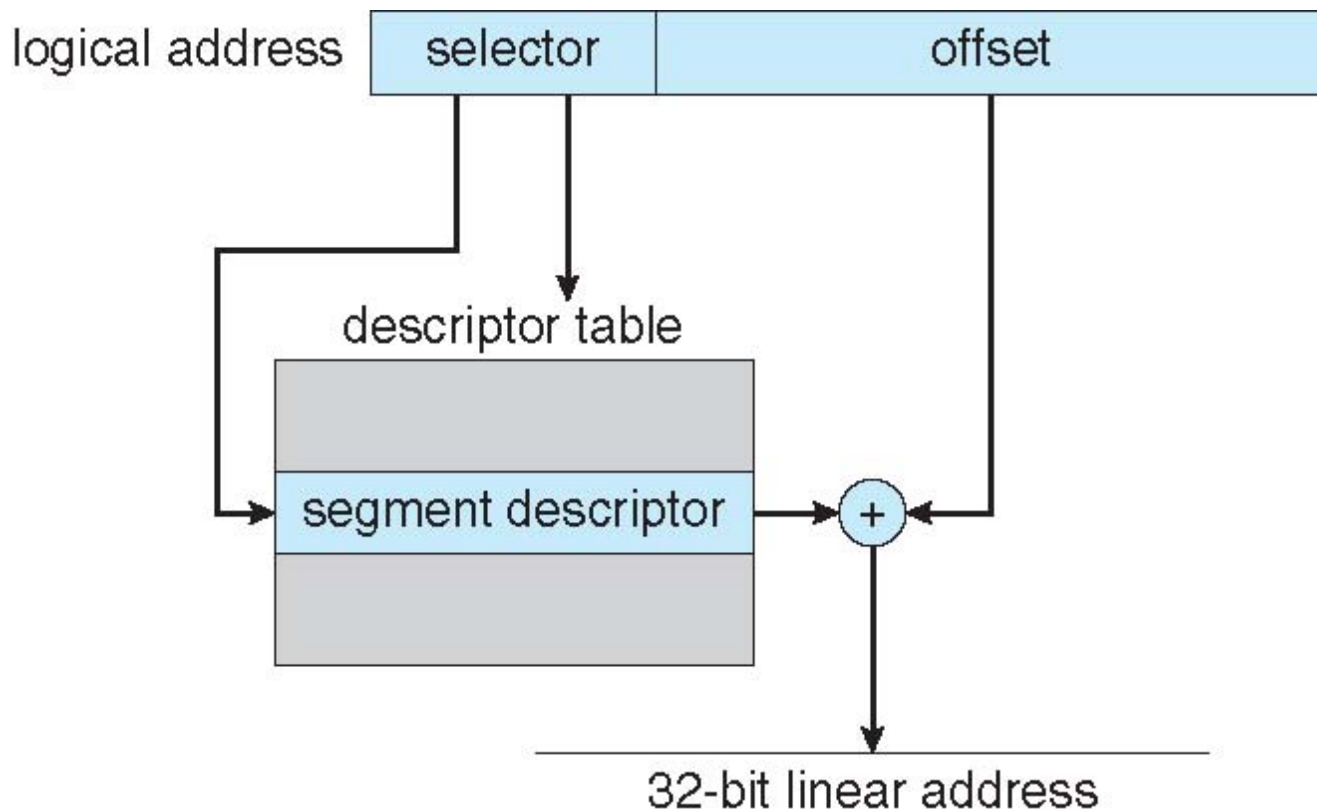 logical address selector offset
descriptor table
segment descriptor +
32-bit linear address